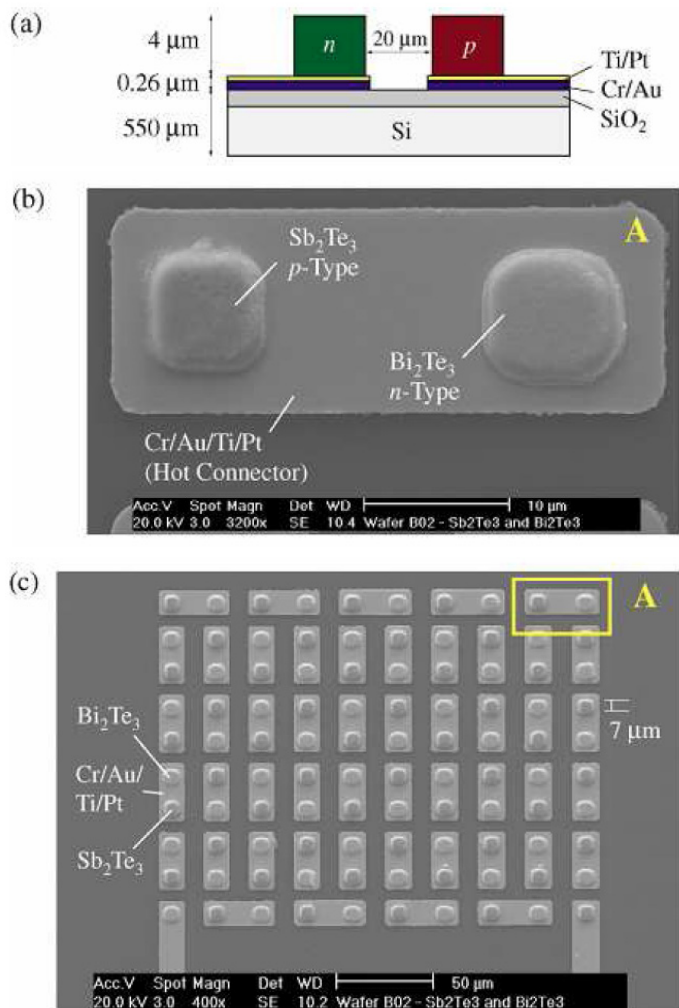 (a)
4 μm
n
20 μm
p
0.26 μm
Ti/Pt
Cr/Au
SiO2
550 μm
Si
(b)
A
Sb2Te3
p-Type
Bi2Te3
n-Type
Cr/Au/Ti/Pt
(Hot Connector)
Acc.V Spot Magn Det WD 10 μm
20.0 kV 3.0 3200x SE 10.4 Wafer B02 - Sb2Te3 and Bi2Te3
(c)
A
Bi2Te3
7 μm
Cr/Au/
Ti/Pt
Sb2Te3
Acc.V Spot Magn Det WD 50 μm
20.0 kV 3.0 400x SE 10.2 Wafer B02 - Sb2Te3 and Bi2Te3